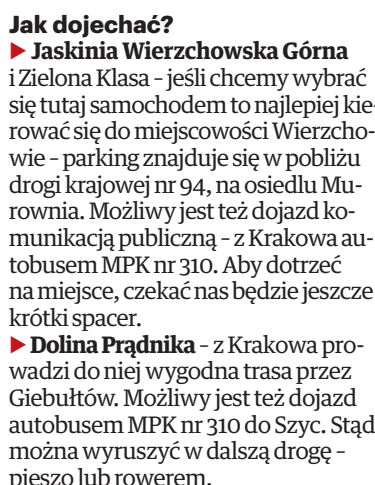 Jak dojechać?
▶ Jaskinia Wierzchowska Górna
i Zielona Klasa – jeśli chcemy wybrać
się tutaj samochodem to najlepiej kie-
rować się do miejscowości Wierzcho-
wie – parking znajduje się w pobliżu
drogi krajowej nr 94, na osiedlu Mu-
rownia. Możliwy jest też dojazd ko-
munikacją publiczną – z Krakowa au-
tobusem MPK nr 310. Aby dotrzeć
na miejsce, czekać nas będzie jeszcze
krótki spacer.
▶ Dolina Prądnika – z Krakowa pro-
wadzi do niej wygodna trasa przez
Giebułtów. Możliwy jest też dojazd
autobusem MPK nr 310 do Szyc. Stąd
można wyruszyć w dalszą drogę –
pieszo lub rowerem.